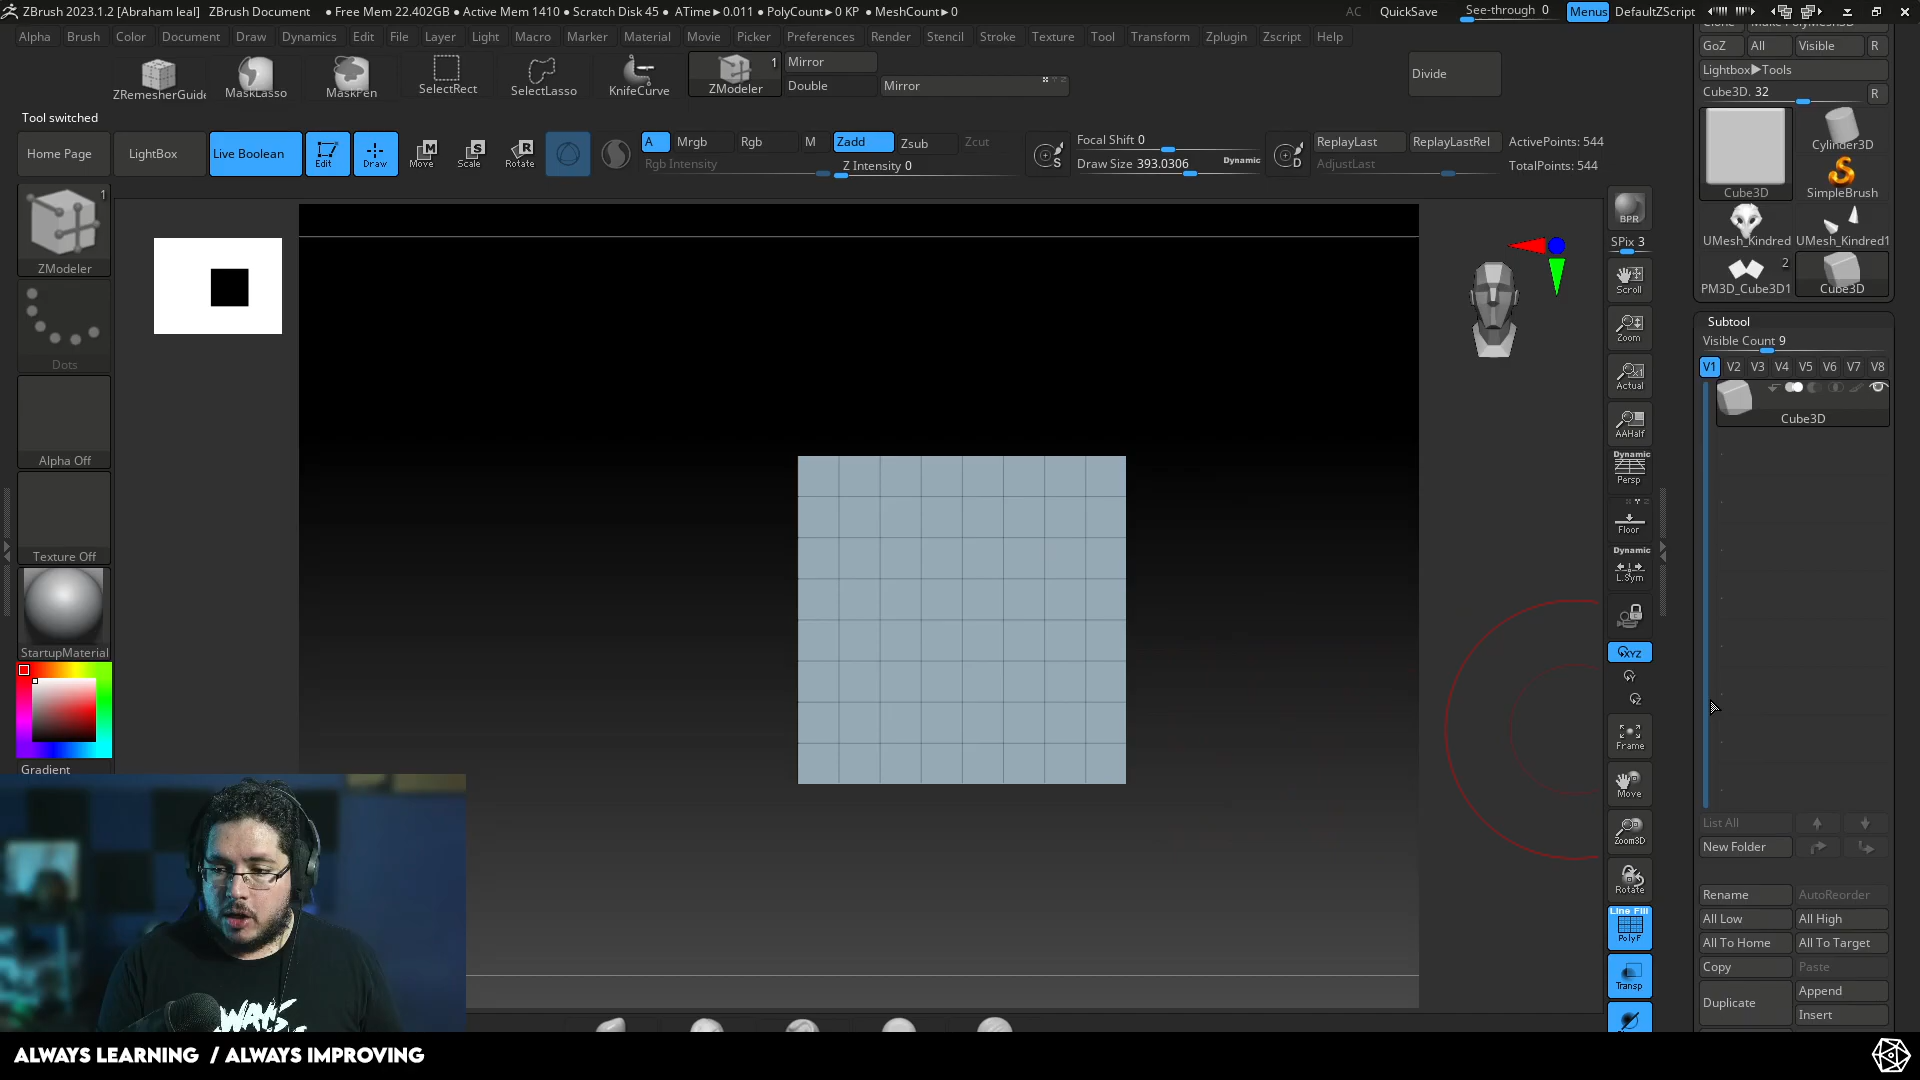 ZBrush 2023.1.2 [Abraham leal]   ZBrush Document   ● Free Mem 22.402GB ● Active Mem 1410 ● Scratch Disk 45 ●  ATime►0.011  ● PolyCount►0 KP  ● MeshCount►0
AC QuickSave See-through 0 Menus DefaultZScript
Alpha Brush Color Document Draw Dynamics Edit File Layer Light Macro Marker Material Movie Picker Preferences Render Stencil Stroke Texture Tool Transform Zplugin Zscript Help
ZRemesherGuide MaskLasso MaskPen SelectRect SelectLasso KnifeCurve ZModeler 1
Mirror
Double Mirror
Divide
Tool switched
Home Page LightBox Live Boolean Edit Draw Move Scale Rotate
M S R
A Mrgb Rgb M Zadd Zsub Zcut
Rgb Intensity Z Intensity 0
S
Focal Shift 0
Draw Size 393.0306 Dynamic
D
ReplayLast ReplayLastRel ActivePoints: 544
AdjustLast TotalPoints: 544
1
ZModeler
Dots
Alpha Off
Texture Off
StartupMaterial
Gradient
BPR
SPix 3
Scroll
Zoom
Actual
AAHalf
Dynamic
Persp
Floor
Dynamic
L.Sym
XYZ
Y
Z
Frame
Move
Zoom3D
Rotate
Line Fill
PolyF
Transp
GoZ All Visible R
Lightbox►Tools
Cube3D. 32 R
Cube3D Cylinder3D
SimpleBrush
UMesh_Kindred UMesh_Kindred1
2
PM3D_Cube3D1 Cube3D
Subtool
Visible Count 9
V1 V2 V3 V4 V5 V6 V7 V8
Cube3D
List All
New Folder
Rename AutoReorder
All Low All High
All To Home All To Target
Copy Paste
Duplicate Append
Insert
ALWAYS LEARNING / ALWAYS IMPROVING